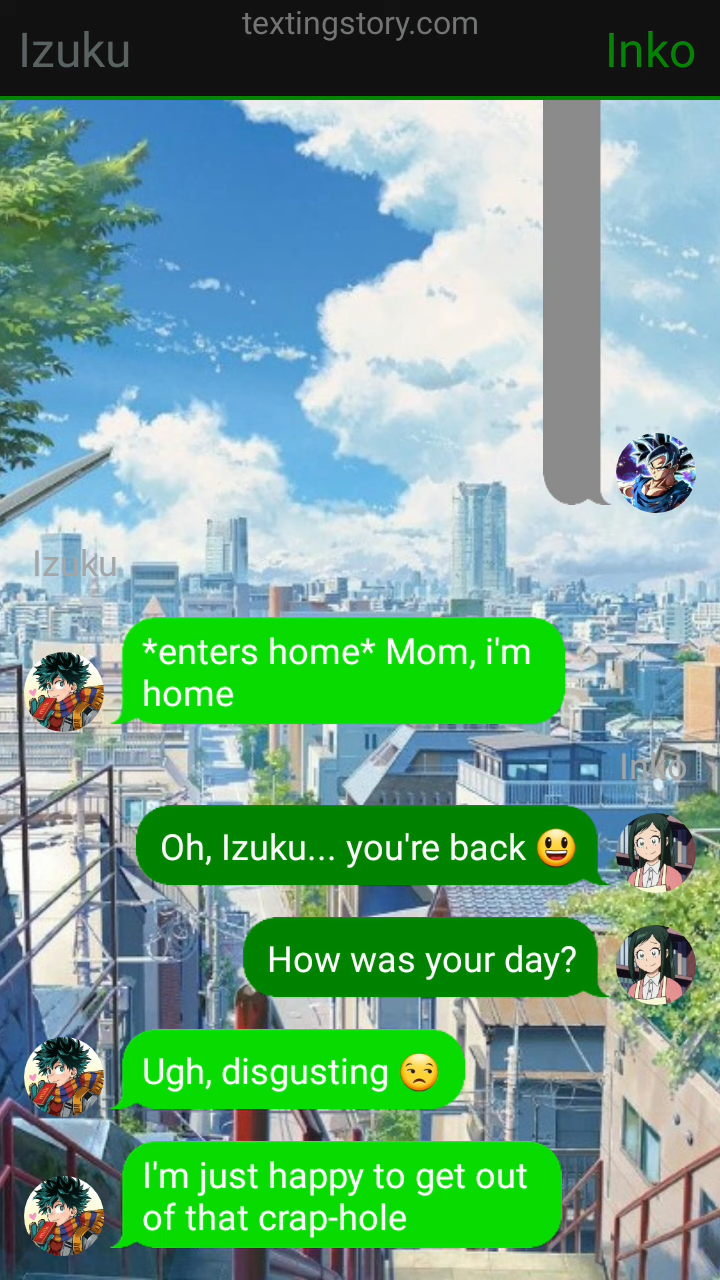 textingstory.com
Izuku
Inko
Izuku
*enters home* Mom, i'm
home
Inko
Oh, Izuku... you're back 😃
How was your day?
Ugh, disgusting 😒
I'm just happy to get out
of that crap-hole